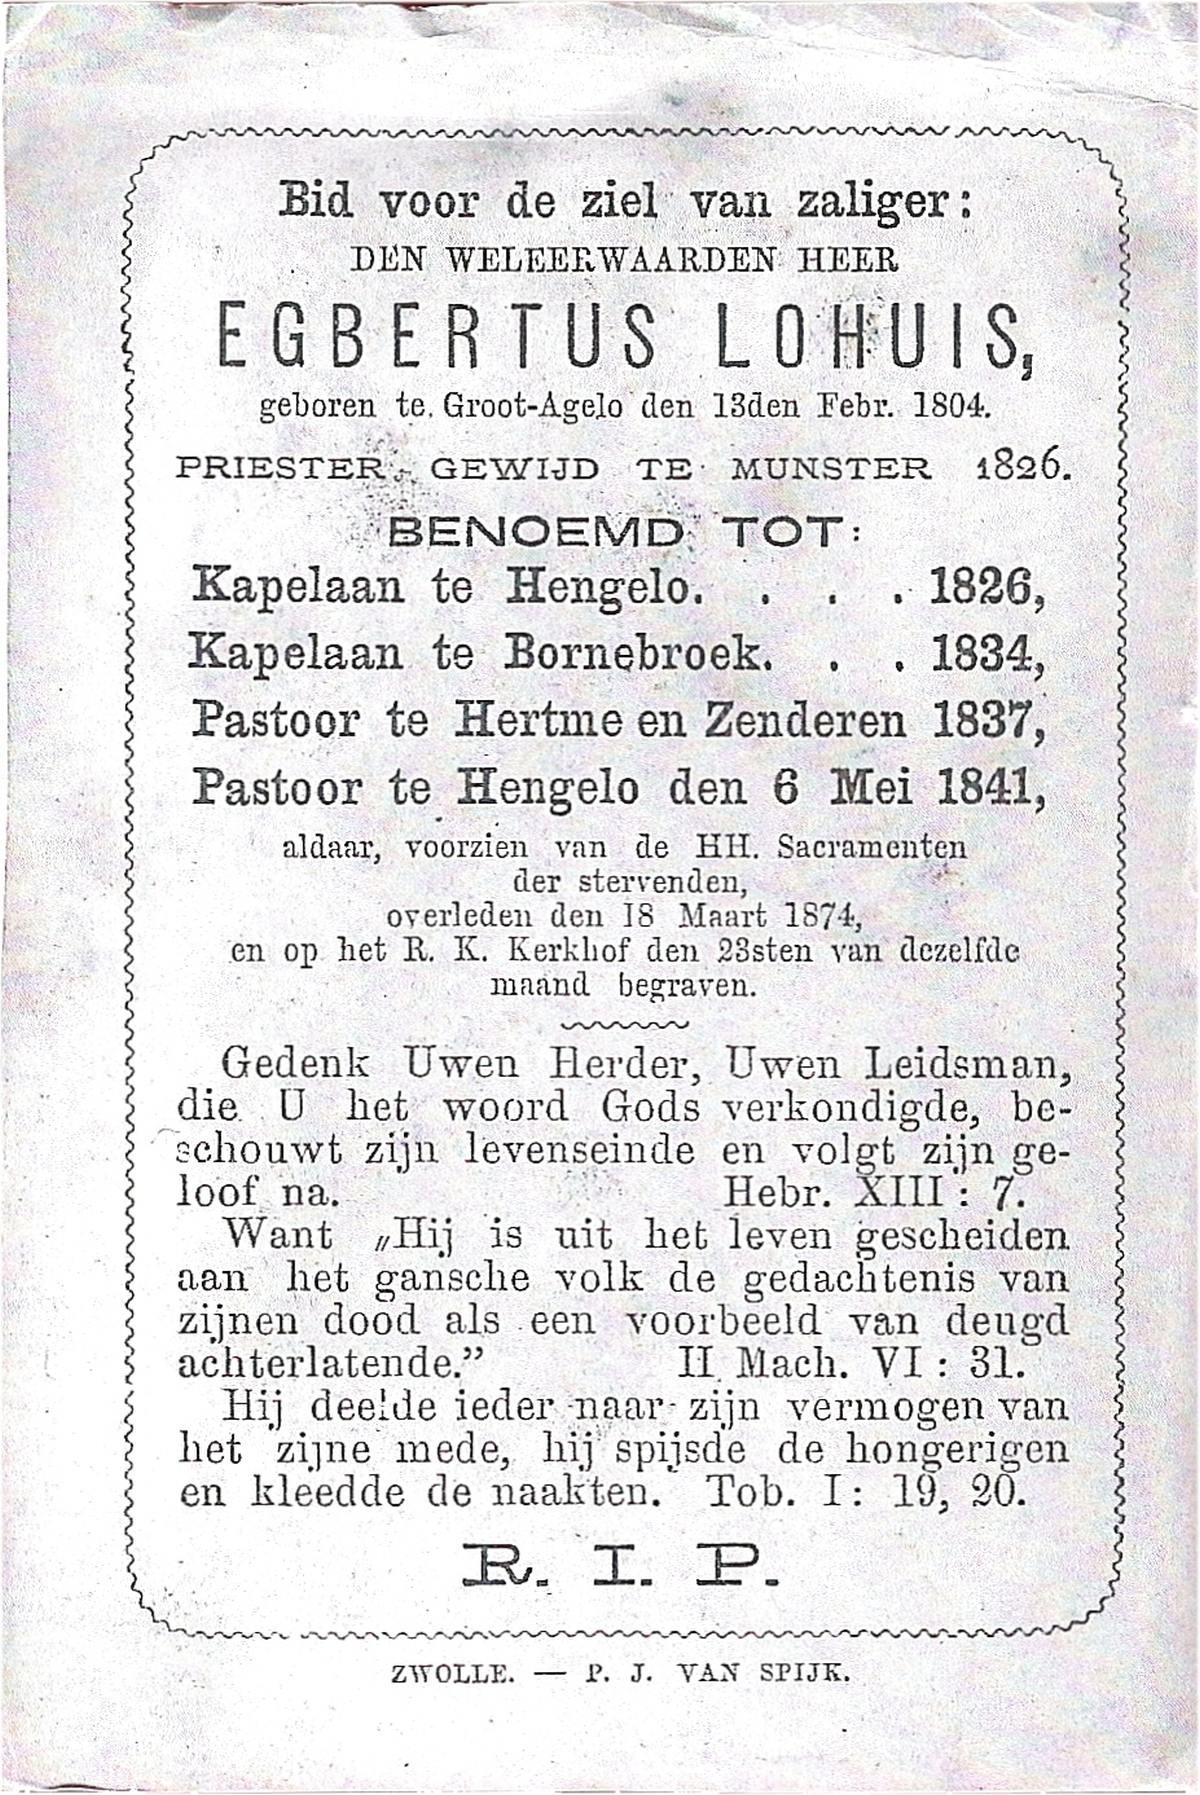 Bid voor de ziel van zaliger:
DEN WELEERWAARDEN HEER
EGBERTUS LOHUIS,
geboren te Groot-Agelo den 13den Febr. 1804.
PRIESTER GEWIJD TE MUNSTER 1826.
BENOEMD TOT:
Kapelaan te Hengelo. . . . 1826,
Kapelaan te Bornebroek. . . 1834,
Pastoor te Hertme en Zenderen 1837,
Pastoor te Hengelo den 6 Mei 1841,
aldaar, voorzien van de HH. Sacramenten
der stervenden,
overleden den 18 Maart 1874,
en op het R. K. Kerkhof den 23sten van dezelfde
maand begraven.
Gedenk Uwen Herder, Uwen Leidsman,
die U het woord Gods verkondigde, be-
schouwt zijn levenseinde en volgt zijn ge-
loof na. Hebr. XIII: 7.
Want „Hij is uit het leven gescheiden
aan het gansche volk de gedachtenis van
zijnen dood als een voorbeeld van deugd
achterlatende.” II Mach. VI: 31.
Hij deelde ieder naar zijn vermogen van
het zijne mede, hij spijsde de hongerigen
en kleedde de naakten. Tob. I: 19, 20.
R. I. P.
ZWOLLE. — P. J. VAN SPIJK.